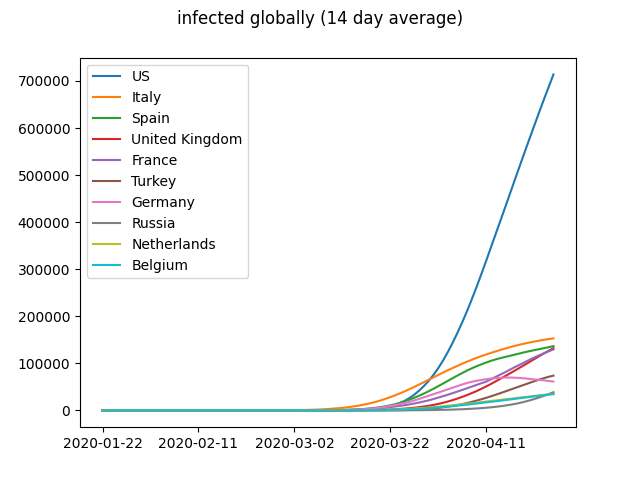 infected globally (14 day average)
700000
600000
500000
400000
300000
200000
100000
0
US
Italy
Spain
United Kingdom
France
Turkey
Germany
Russia
Netherlands
Belgium
2020-01-22 2020-02-11 2020-03-02 2020-03-22 2020-04-11